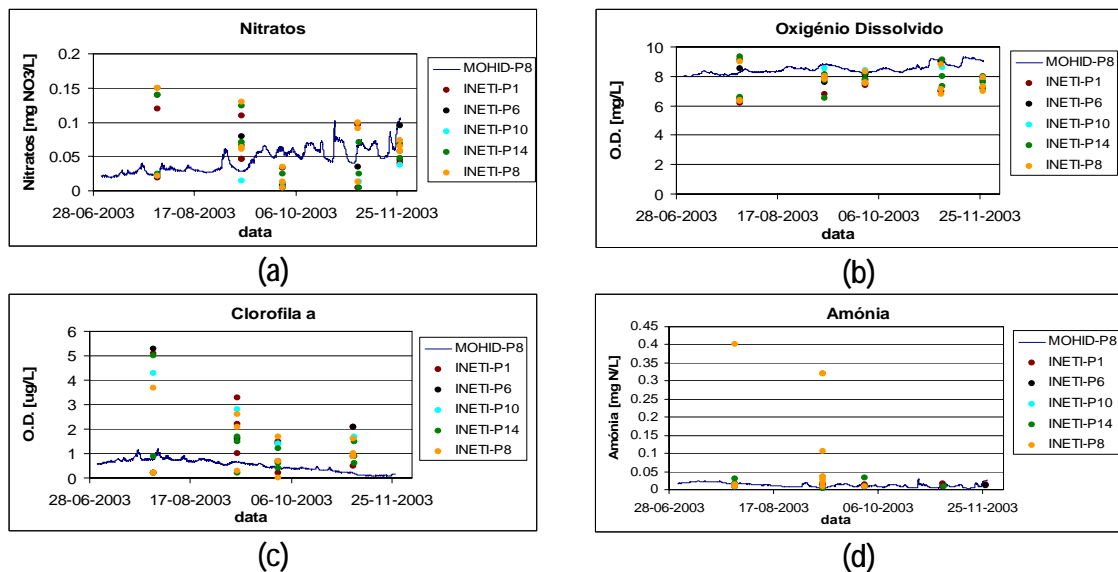 Nitratos
Nitratos [mg NO3/L]
0.2
0.15
0.1
0.05
0
28-06-2003 17-08-2003 06-10-2003 25-11-2003
data
MOHID-P8
INETI-P1
INETI-P6
INETI-P10
INETI-P14
INETI-P8
(a)
Oxigénio Dissolvido
O.D. [mg/L]
10
8
6
4
2
0
28-06-2003 17-08-2003 06-10-2003 25-11-2003
data
MOHID-P8
INETI-P1
INETI-P6
INETI-P10
INETI-P14
INETI-P8
(b)
Clorofila a
O.D. [ug/L]
6
5
4
3
2
1
0
28-06-2003 17-08-2003 06-10-2003 25-11-2003
data
MOHID-P8
INETI-P1
INETI-P6
INETI-P10
INETI-P14
INETI-P8
(c)
Amónia
Amónia [mg N/L]
0.45
0.4
0.35
0.3
0.25
0.2
0.15
0.1
0.05
0
28-06-2003 17-08-2003 06-10-2003 25-11-2003
data
MOHID-P8
INETI-P1
INETI-P6
INETI-P10
INETI-P14
INETI-P8
(d)